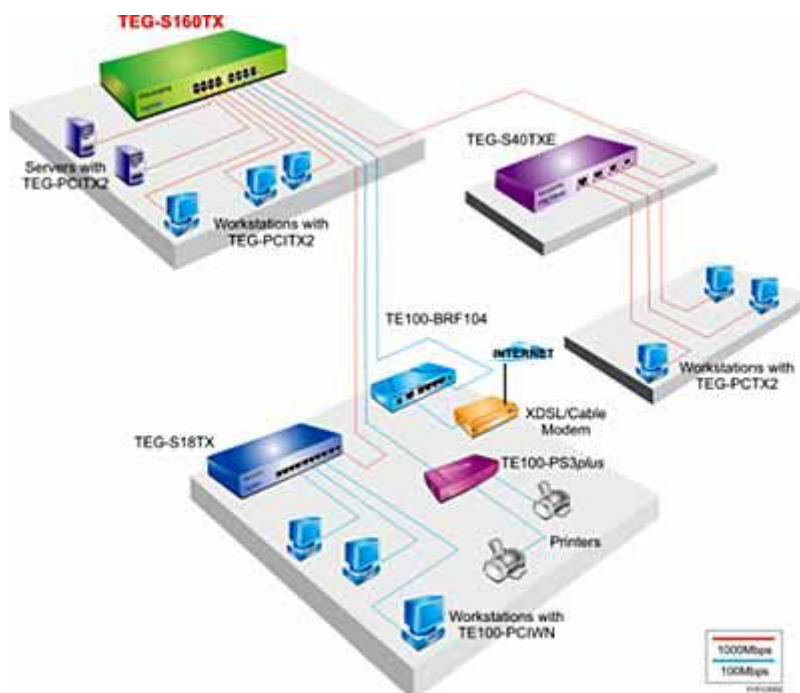 TEG-S160TX
TEG-S40TXE
Servers with
TEG-PCITX2
Workstations with
TEG-PCITX2
TE100-BRF104
INTERNET
Workstations with
TEG-PCTX2
XDSL/Cable
Modem
TEG-S18TX
TE100-PS3plus
Printers
Workstations with
TE100-PCIWN
1000Mbps
100Mbps